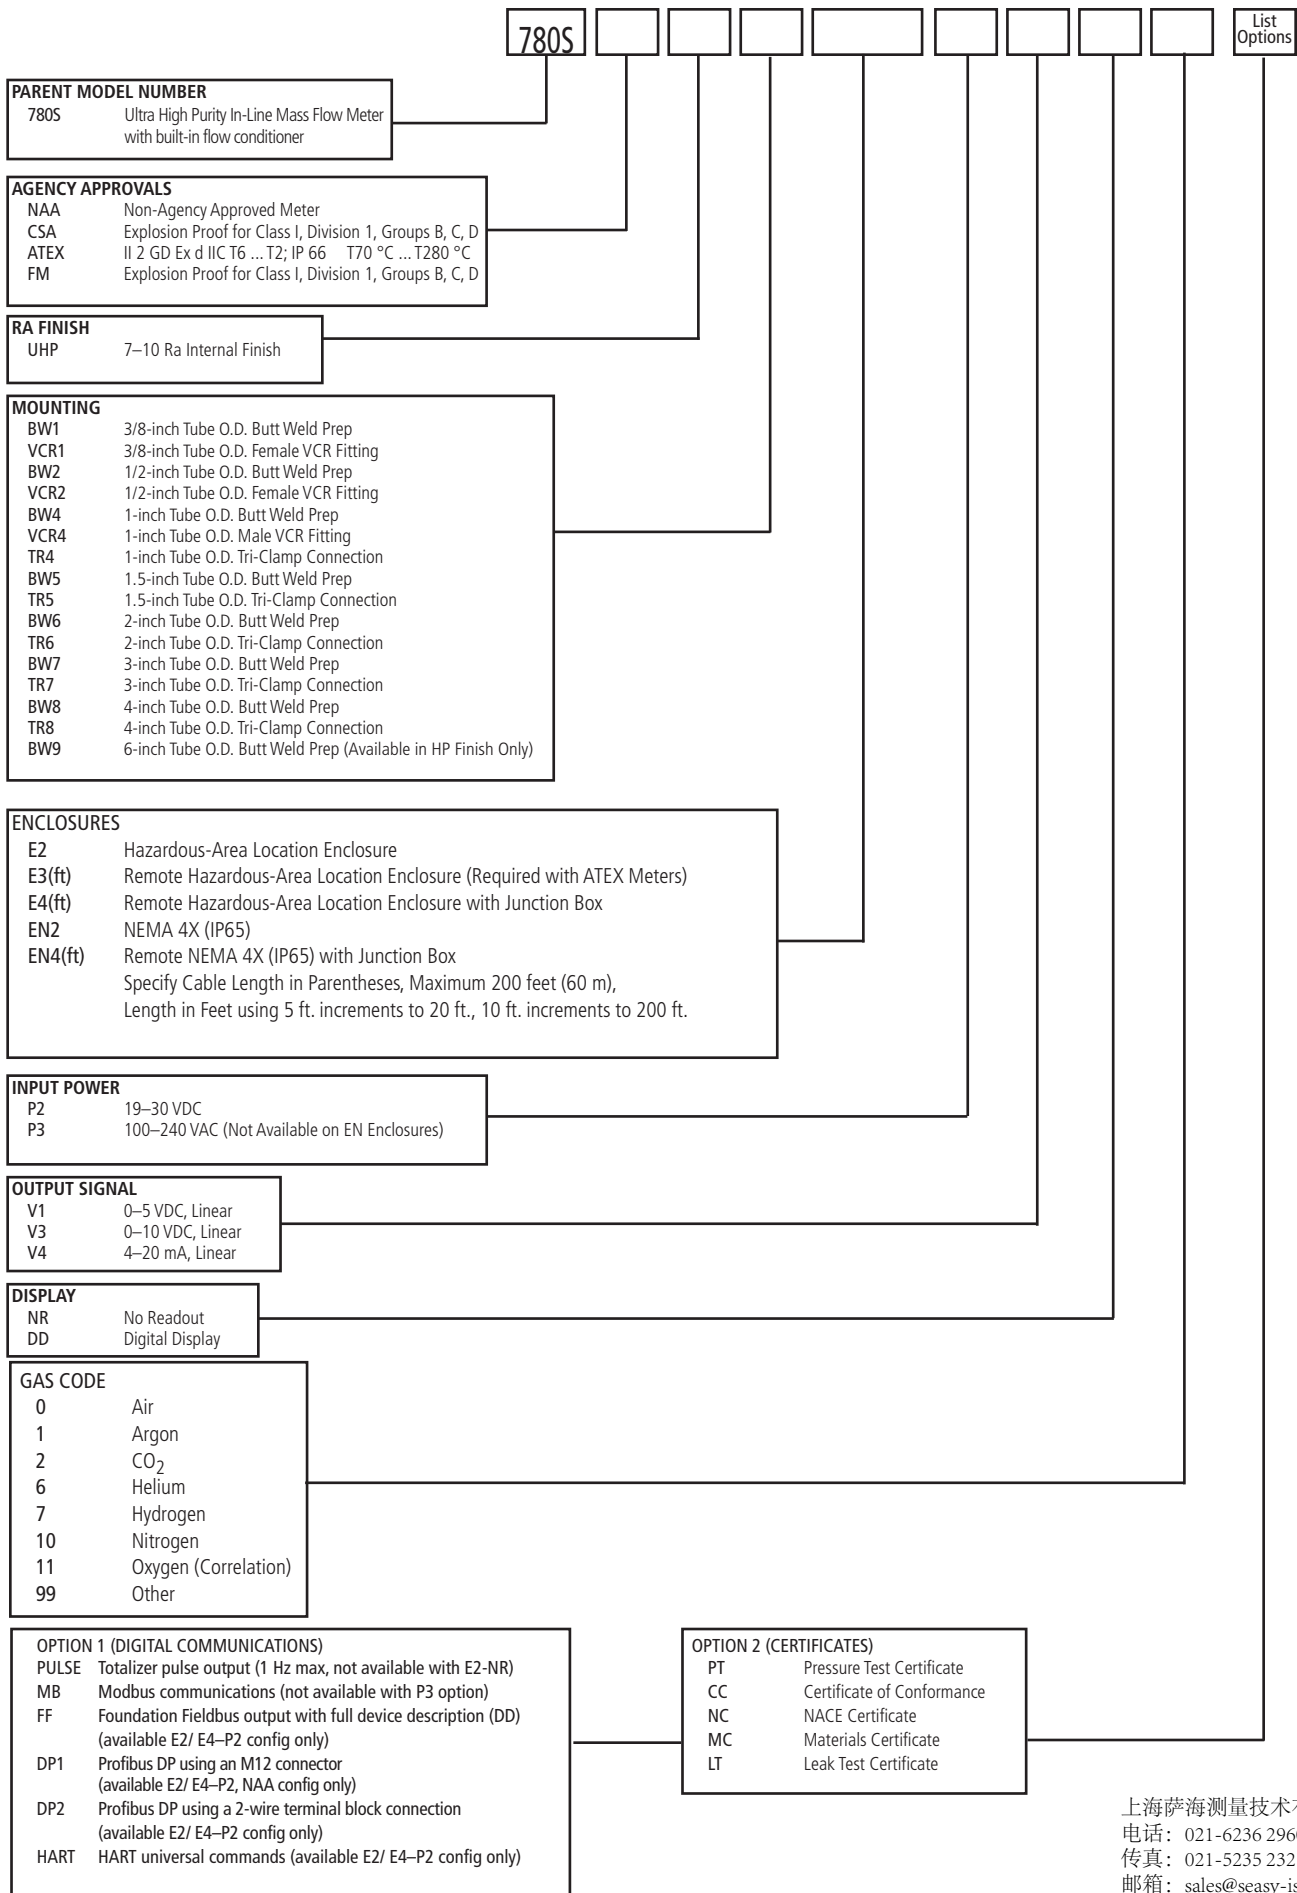 780S
List
Options
PARENT MODEL NUMBER
780S Ultra High Purity In-Line Mass Flow Meter
with built-in flow conditioner
AGENCY APPROVALS
NAA Non-Agency Approved Meter
CSA Explosion Proof for Class I, Division 1, Groups B, C, D
ATEX II 2 GD Ex d IIC T6 ... T2; IP 66 T70 °C ... T280 °C
FM Explosion Proof for Class I, Division 1, Groups B, C, D
RA FINISH
UHP 7–10 Ra Internal Finish
MOUNTING
BW1 3/8-inch Tube O.D. Butt Weld Prep
VCR1 3/8-inch Tube O.D. Female VCR Fitting
BW2 1/2-inch Tube O.D. Butt Weld Prep
VCR2 1/2-inch Tube O.D. Female VCR Fitting
BW4 1-inch Tube O.D. Butt Weld Prep
VCR4 1-inch Tube O.D. Male VCR Fitting
TR4 1-inch Tube O.D. Tri-Clamp Connection
BW5 1.5-inch Tube O.D. Butt Weld Prep
TR5 1.5-inch Tube O.D. Tri-Clamp Connection
BW6 2-inch Tube O.D. Butt Weld Prep
TR6 2-inch Tube O.D. Tri-Clamp Connection
BW7 3-inch Tube O.D. Butt Weld Prep
TR7 3-inch Tube O.D. Tri-Clamp Connection
BW8 4-inch Tube O.D. Butt Weld Prep
TR8 4-inch Tube O.D. Tri-Clamp Connection
BW9 6-inch Tube O.D. Butt Weld Prep (Available in HP Finish Only)
ENCLOSURES
E2 Hazardous-Area Location Enclosure
E3(ft) Remote Hazardous-Area Location Enclosure (Required with ATEX Meters)
E4(ft) Remote Hazardous-Area Location Enclosure with Junction Box
EN2 NEMA 4X (IP65)
EN4(ft) Remote NEMA 4X (IP65) with Junction Box
Specify Cable Length in Parentheses, Maximum 200 feet (60 m),
Length in Feet using 5 ft. increments to 20 ft., 10 ft. increments to 200 ft.
INPUT POWER
P2 19–30 VDC
P3 100–240 VAC (Not Available on EN Enclosures)
OUTPUT SIGNAL
V1 0–5 VDC, Linear
V3 0–10 VDC, Linear
V4 4–20 mA, Linear
DISPLAY
NR No Readout
DD Digital Display
GAS CODE
0 Air
1 Argon
2 CO2
6 Helium
7 Hydrogen
10 Nitrogen
11 Oxygen (Correlation)
99 Other
OPTION 1 (DIGITAL COMMUNICATIONS)
PULSE Totalizer pulse output (1 Hz max, not available with E2-NR)
MB Modbus communications (not available with P3 option)
FF Foundation Fieldbus output with full device description (DD)
(available E2/ E4–P2 config only)
DP1 Profibus DP using an M12 connector
(available E2/ E4–P2, NAA config only)
DP2 Profibus DP using a 2-wire terminal block connection
(available E2/ E4–P2 config only)
HART HART universal commands (available E2/ E4–P2 config only)
OPTION 2 (CERTIFICATES)
PT Pressure Test Certificate
CC Certificate of Conformance
NC NACE Certificate
MC Materials Certificate
LT Leak Test Certificate
上海萨海测量技术
电话：021-6236 296
传真：021-5235 232
邮箱：sales@seasy-is